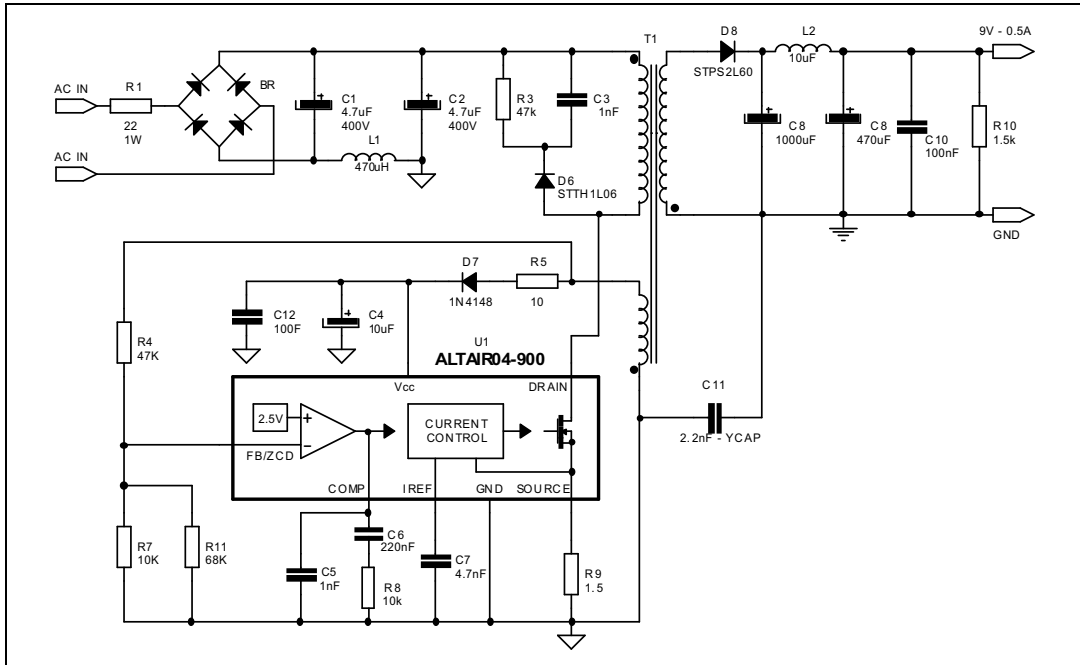 T1
D8
STPS2L60
L2
10uF
9V - 0.5A
AC IN
R1
22
1W
BR
C1
4.7uF
400V
C2
4.7uF
400V
R3
47k
C3
1nF
L1
470uH
AC IN
D6
STTH1L06
C8
1000uF
C8
470uF
C10
100nF
R10
1.5k
GND
D7
1N4148
R5
10
C12
100F
C4
10uF
R4
47K
U1
ALTAIR04-900
Vcc
DRAIN
2.5V
+
−
CURRENT
CONTROL
FB/ZCD
COMP
IREF
GND
SOURCE
C11
2.2nF - YCAP
R7
10K
R11
68K
C5
1nF
C6
220nF
R8
10k
C7
4.7nF
R9
1.5